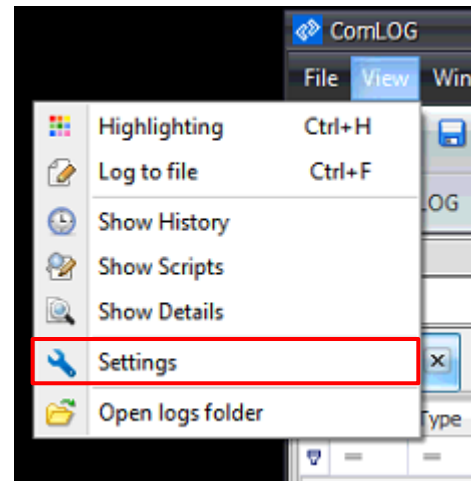 ComLOG
File View Win
Highlighting Ctrl+H
Log to file Ctrl+F
LOG
Show History
Show Scripts
Show Details
Settings
Open logs folder
Type
= =